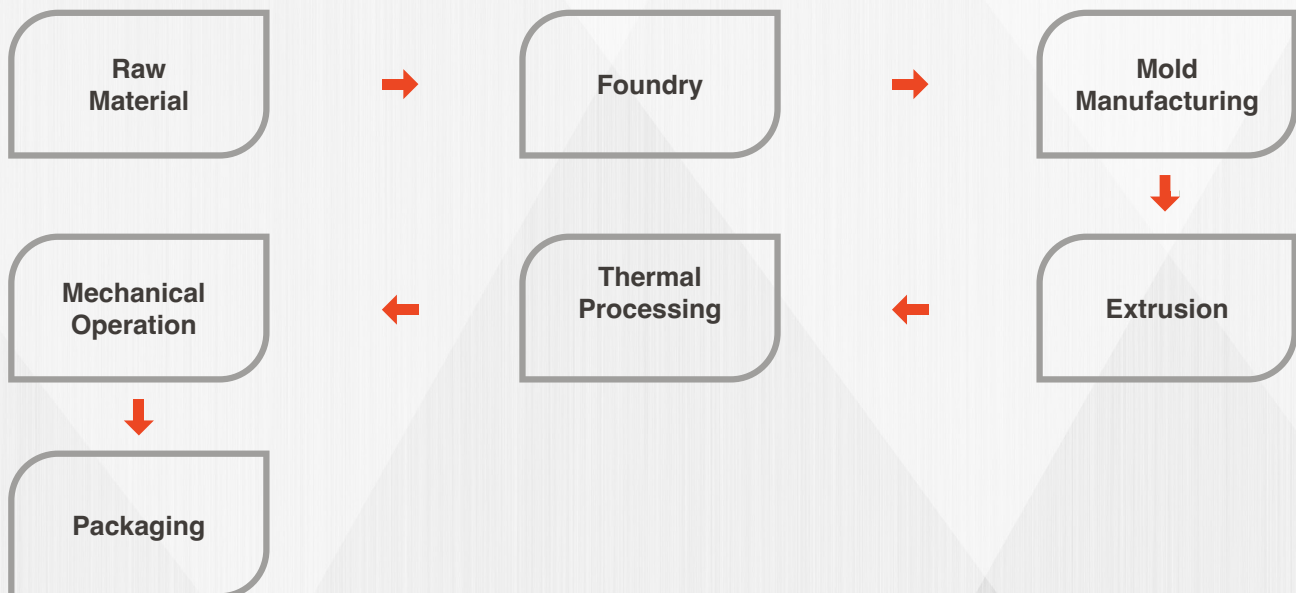 Raw
Material
Foundry
Mold
Manufacturing
Extrusion
Thermal
Processing
Mechanical
Operation
Packaging